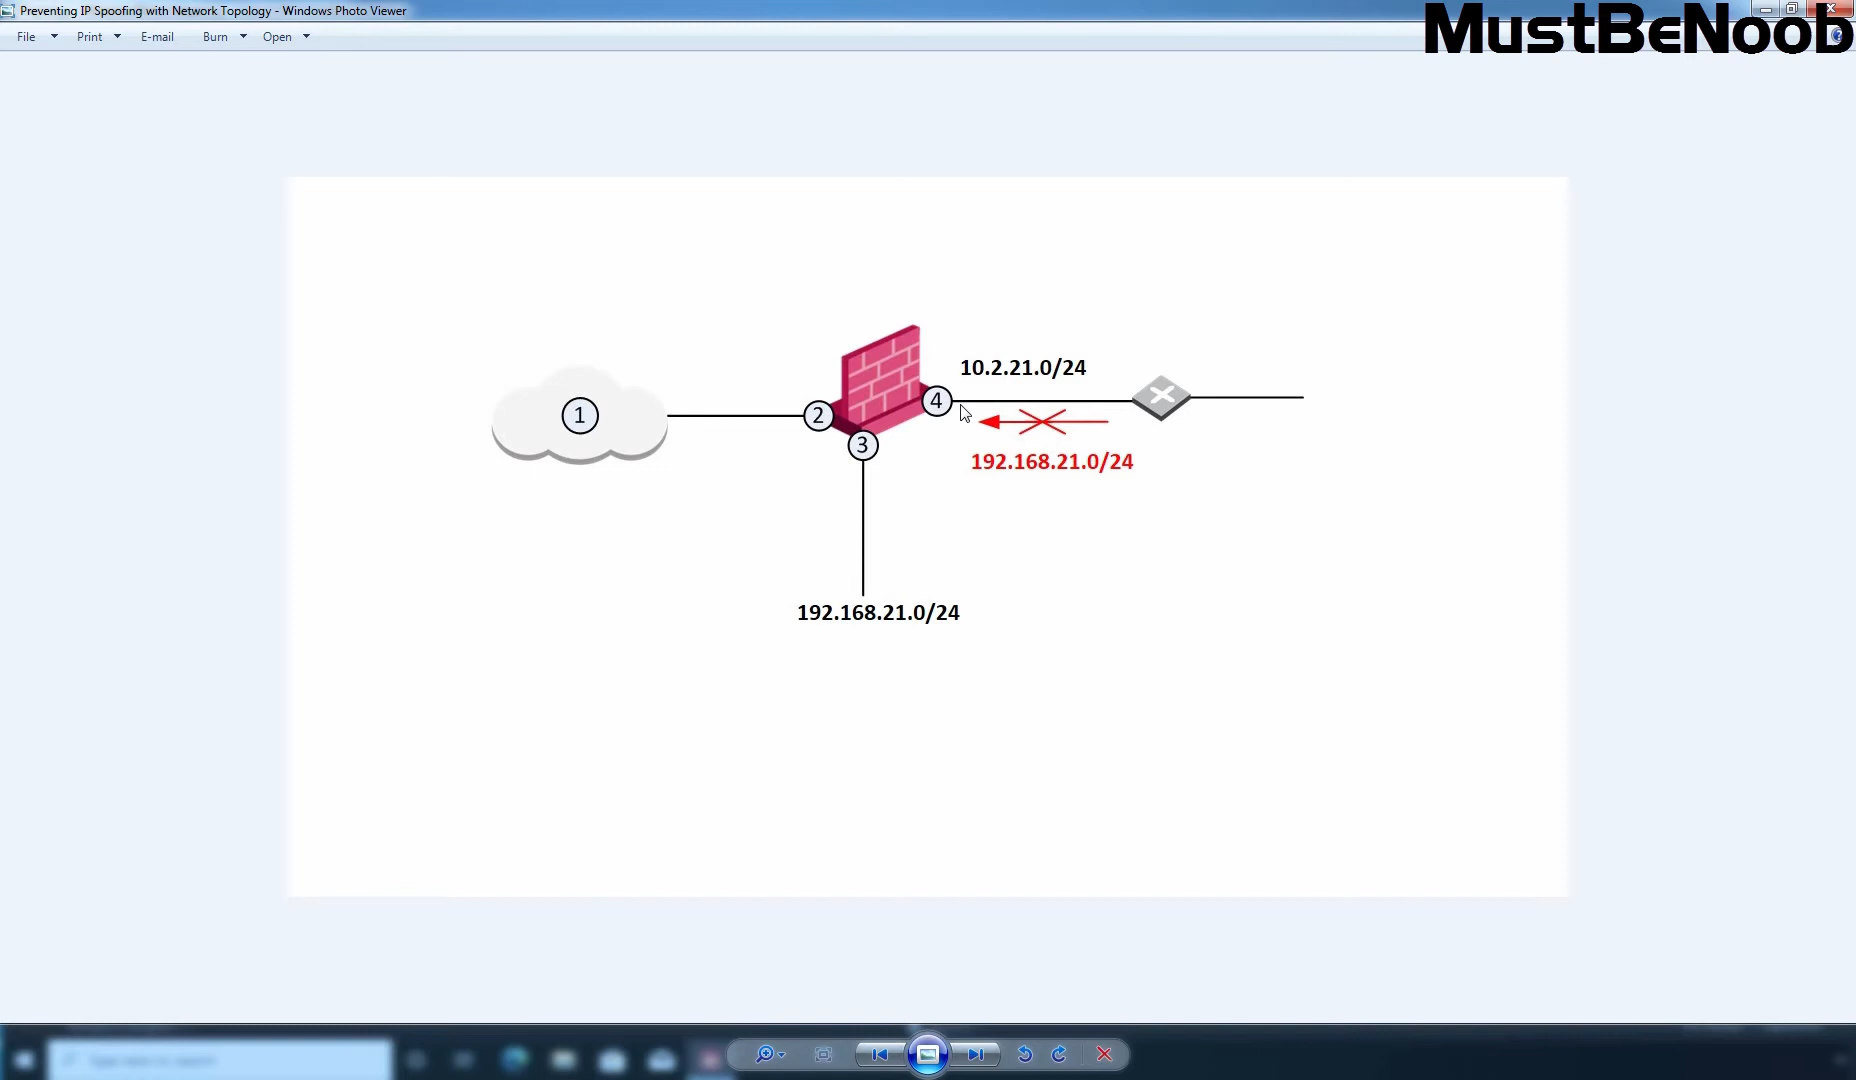 Preventing IP Spoofing with Network Topology - Windows Photo Viewer
MustBeNoob
File Print E-mail Burn Open
10.2.21.0/24
1
2
4
3
192.168.21.0/24
192.168.21.0/24